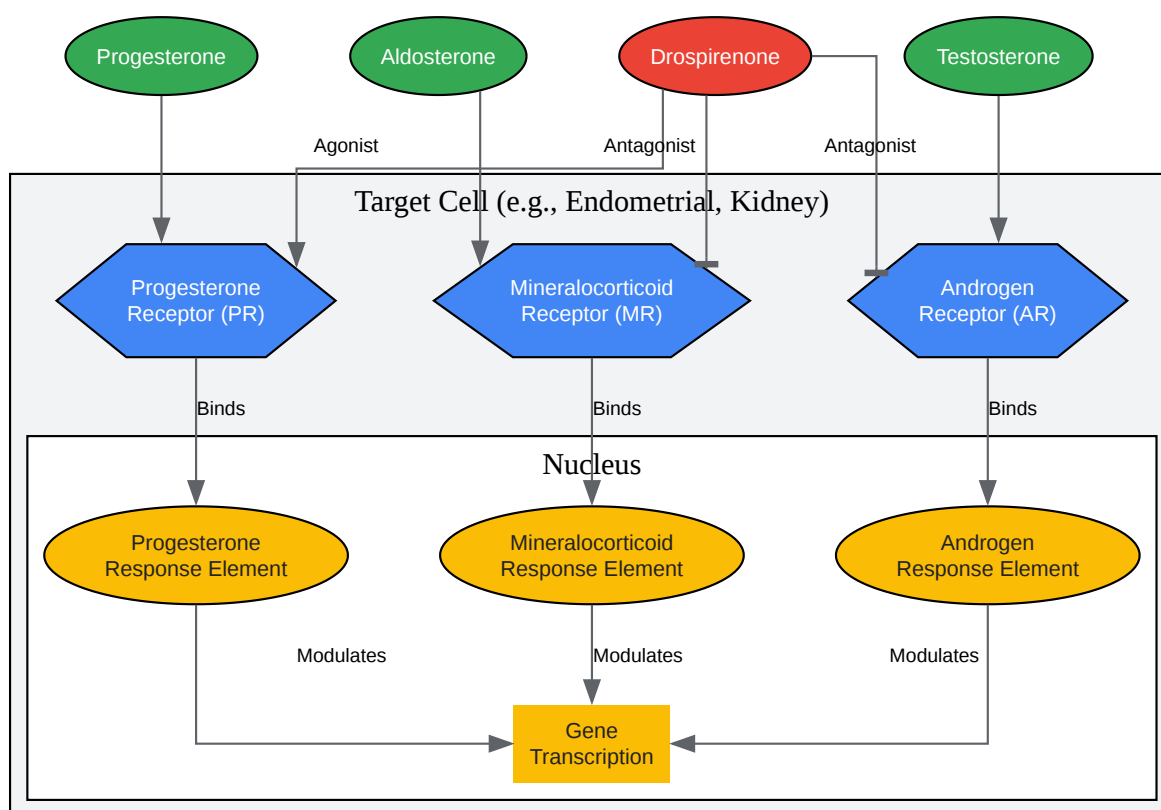 Progesterone
Aldosterone
Drospirenone
Testosterone
Agonist
Antagonist
Antagonist
Target Cell (e.g., Endometrial, Kidney)
Progesterone
Receptor (PR)
Mineralocorticoid
Receptor (MR)
Androgen
Receptor (AR)
Binds
Binds
Binds
Nucleus
Progesterone
Response Element
Mineralocorticoid
Response Element
Androgen
Response Element
Modulates
Modulates
Modulates
Gene
Transcription